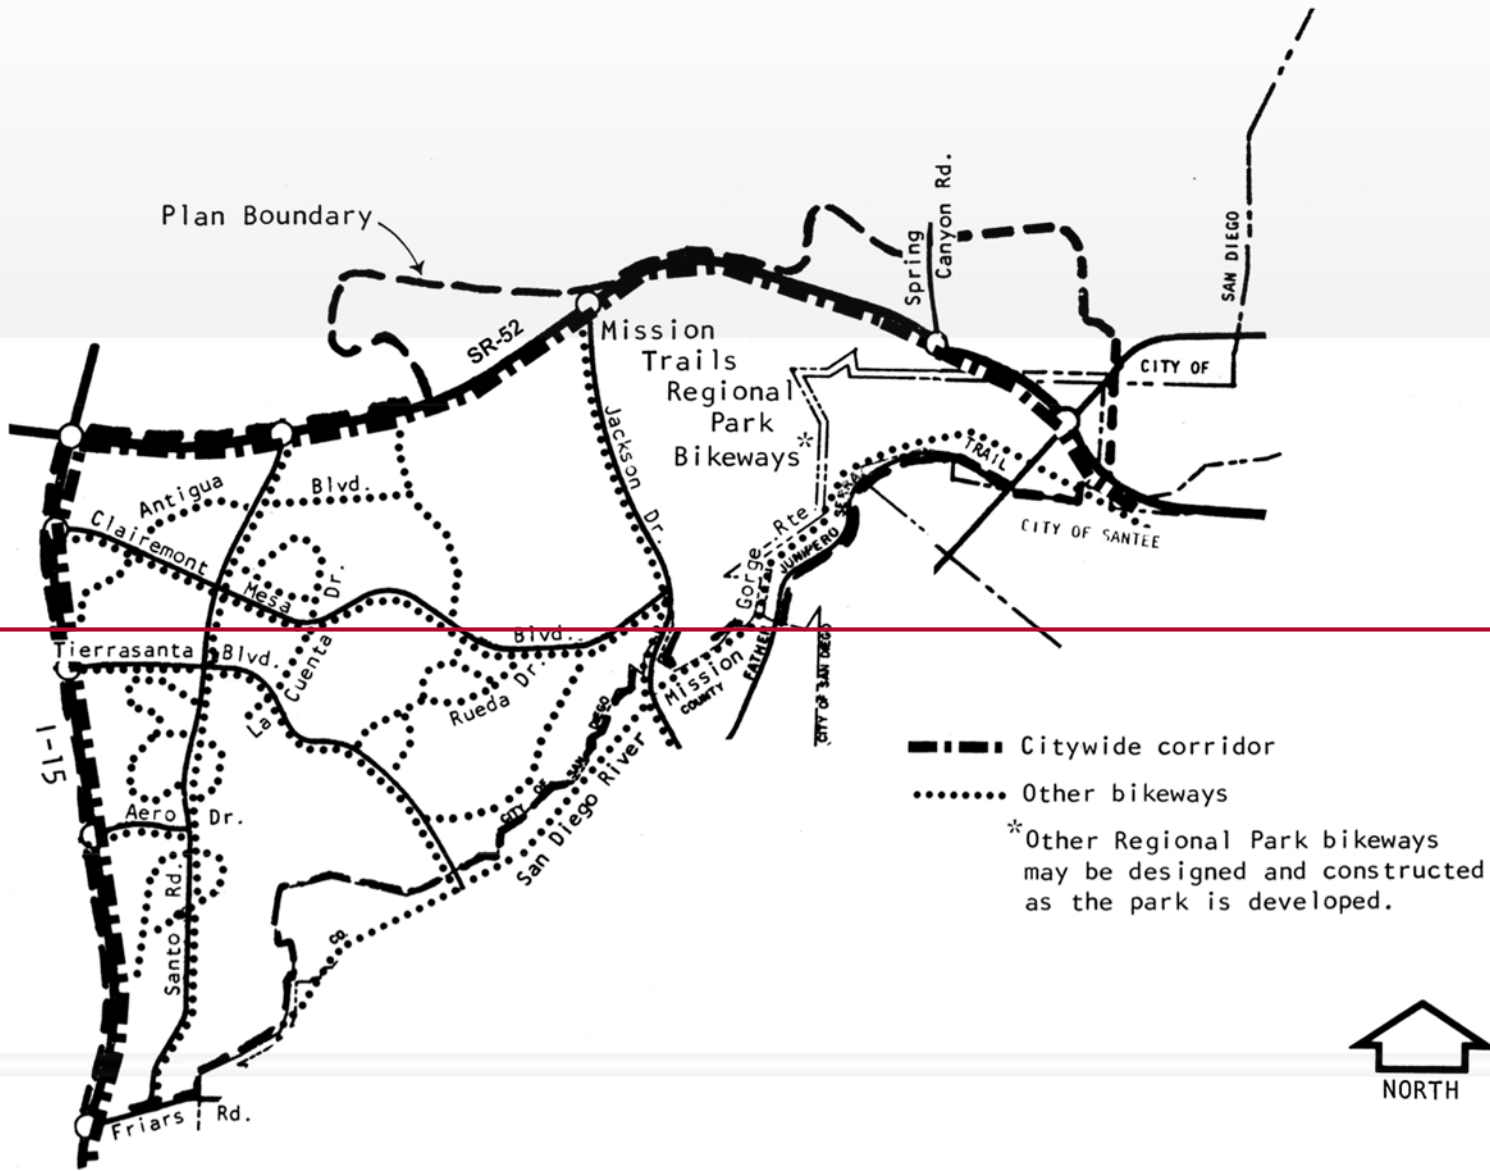 Plan Boundary
Spring
Canyon Rd.
SAN DIEGO
SR-52
Mission
Trails
Regional
Park
Bikeways*
CITY OF
Jackson
Dr.
Antigua
Blvd.
TRAIL
SERRA
CITY OF SANTEE
Clairemont
Mesa
Dr.
Rte
JUNIPERO
Gorge
Blvd.
Tierrasanta
Blvd.
Cuenta
La
Rueda Dr.
Mission
COUNTY
FATHER
CITY OF SAN DIEGO
I-15
CITY OF SAN DIEGO
San Diego River
Citywide corridor
Other bikeways
*Other Regional Park bikeways
may be designed and constructed
as the park is developed.
Aero
Dr.
Santo Rd.
CO.
Friars Rd.
NORTH